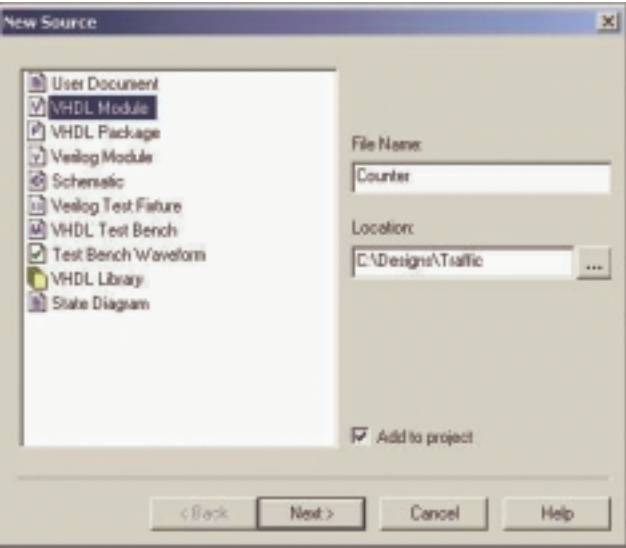 New Source
User Document
VHDL Module
VHDL Package
Verilog Module
Schematic
Verilog Test Fixture
VHDL Test Bench
Test Bench Waveform
VHDL Library
State Diagram
File Name:
Counter
Location:
C:\Designs\Traffic
...
Add to project
< Back
Next >
Cancel
Help